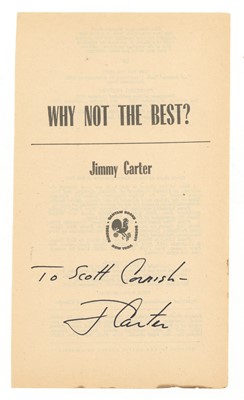 WHY NOT THE BEST?
Jimmy Carter
To Scott Cornish-
J Carter